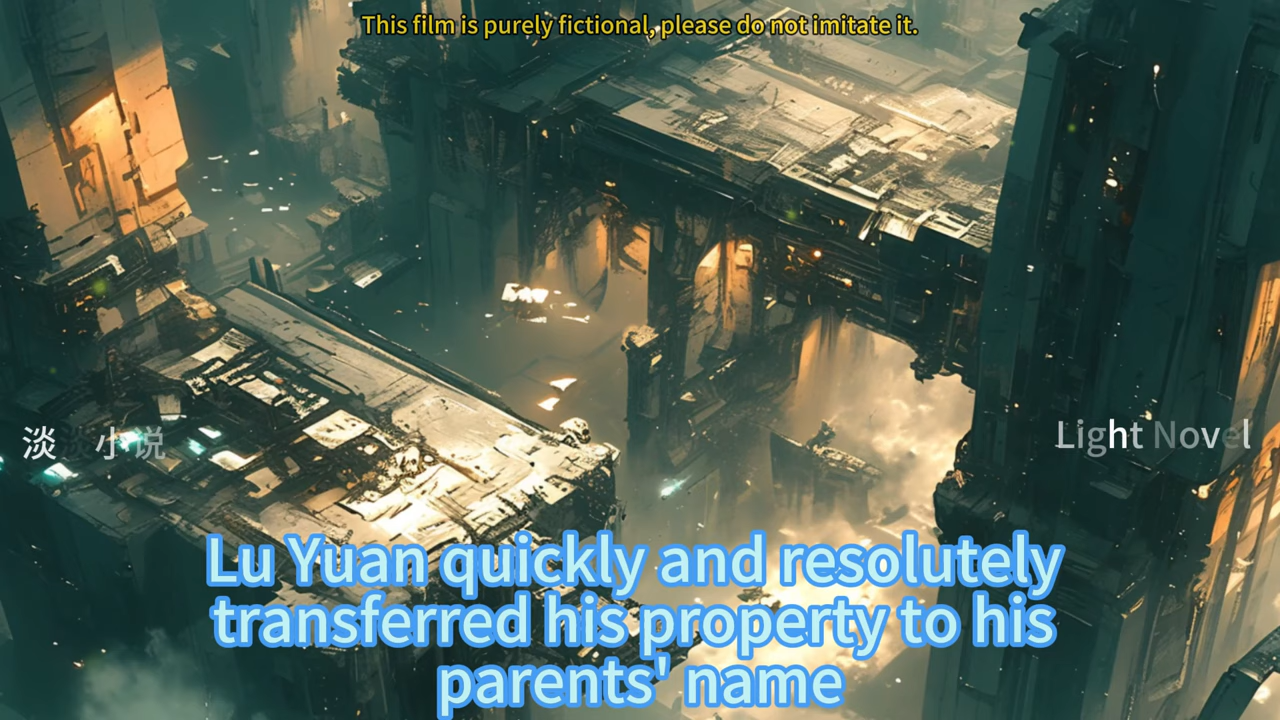 This film is purely fictional, please do not imitate it.
淡淡小说
Light Novel
Lu Yuan quickly and resolutely
transferred his property to his
parents' name